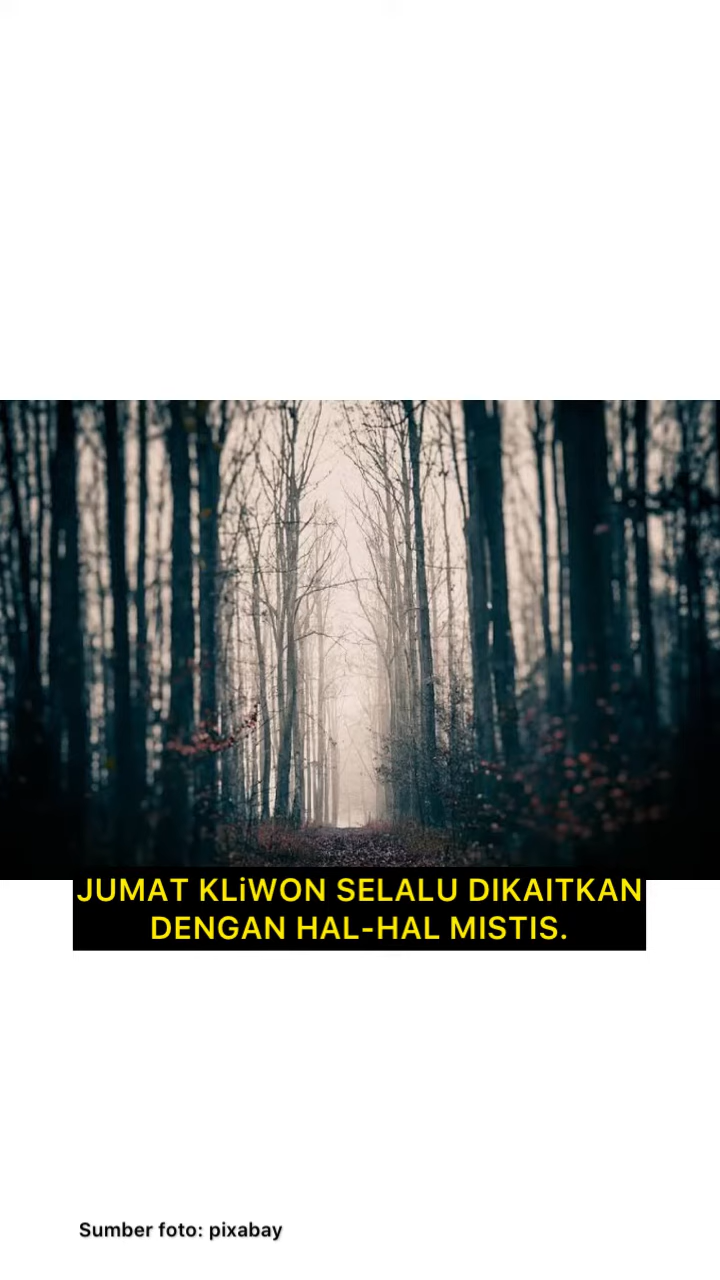 JUMAT KLiWON SELALU DIKAITKAN
DENGAN HAL-HAL MISTIS.
Sumber foto: pixabay